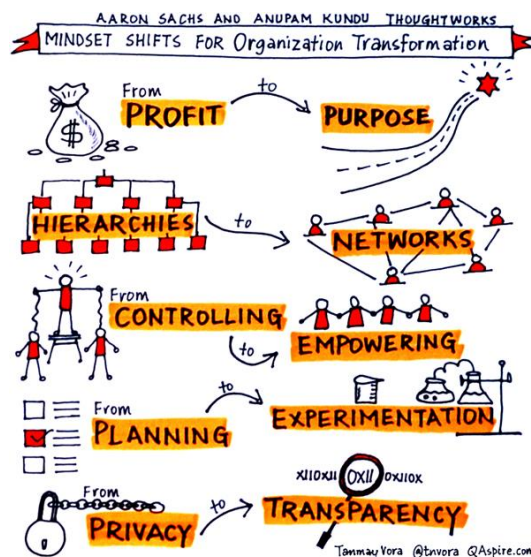 AARON SACHS AND ANUPAM KUNDU THOUGHTWORKS
MINDSET SHIFTS FOR Organization Transformation
From PROFIT to PURPOSE
$
HIERARCHIES to NETWORKS
From CONTROLLING
to EMPOWERING
From PLANNING to EXPERIMENTATION
XIIOXII OXII OXIIOX
From PRIVACY to TRANSPARENCY
Tanmay Vora @tnvora QAspire.com